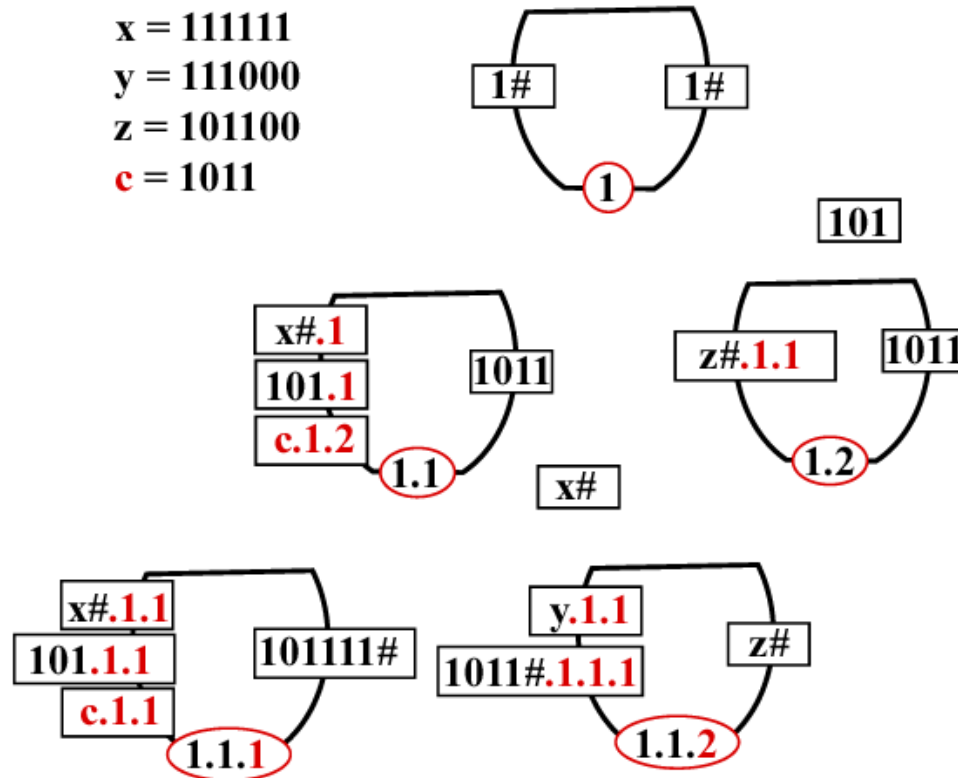 x = 111111
y = 111000
z = 101100
c = 1011
1#
1#
1
101
x#.1
101.1
c.1.2
1011
1.1
z#.1.1
1011
1.2
x#
x#.1.1
101.1.1
c.1.1
101111#
1.1.1
y.1.1
1011#.1.1.1
z#
1.1.2